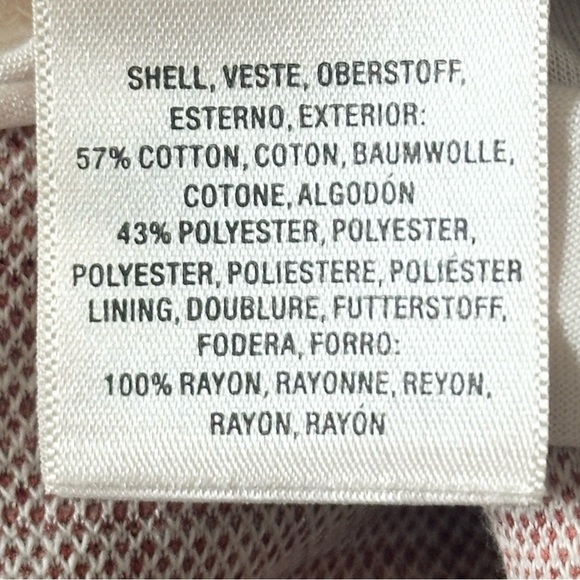 SHELL, VESTE, OBERSTOFF,
ESTERNO, EXTERIOR:
57% COTTON, COTON, BAUMWOLLE,
COTONE, ALGODÓN
43% POLYESTER, POLYESTER,
POLYESTER, POLIESTERE, POLIÉSTER
LINING, DOUBLURE, FUTTERSTOFF,
FODERA, FORRO:
100% RAYON, RAYONNE, REYON,
RAYON, RAYÓN